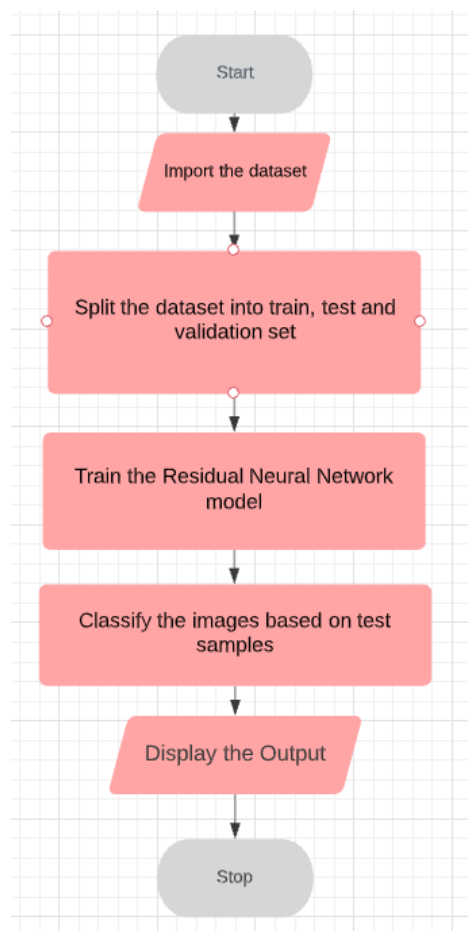 Start
Import the dataset
Split the dataset into train, test and
validation set
Train the Residual Neural Network
model
Classify the images based on test
samples
Display the Output
Stop